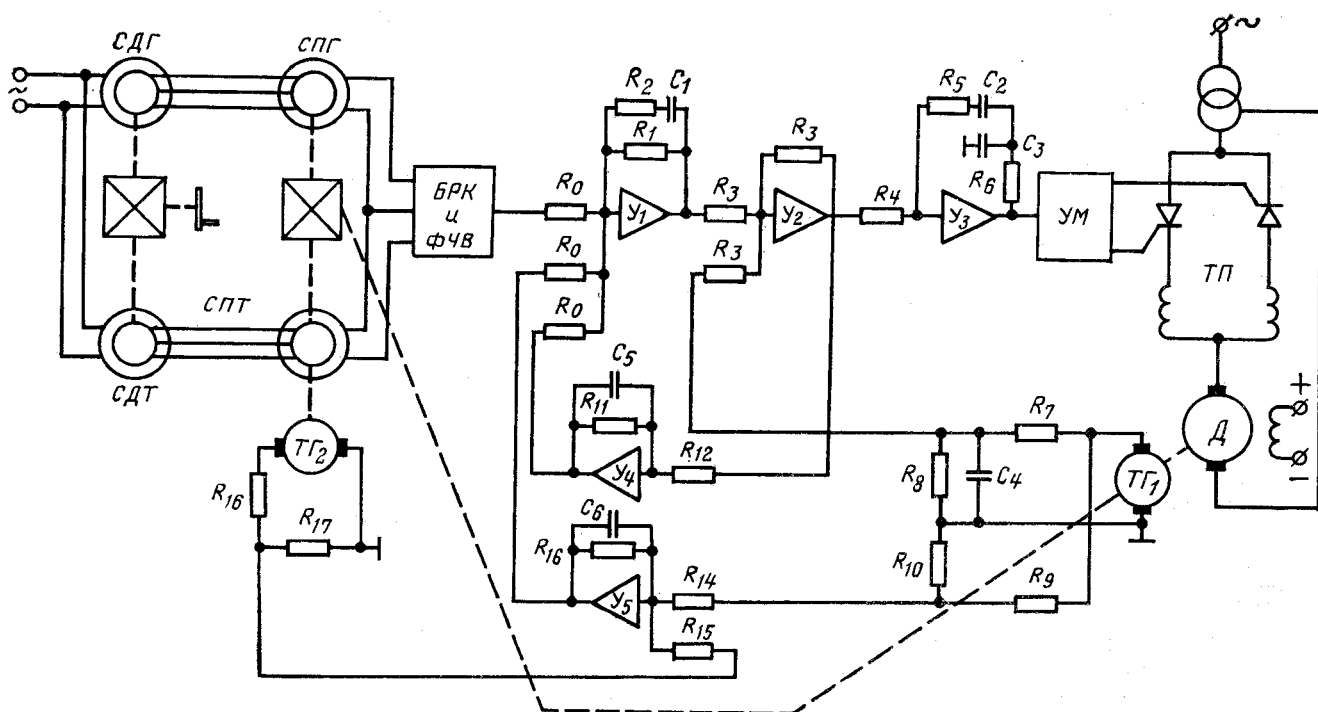 СДГ
СПГ
~
R2 C1
R1
R0
У1
R3
R3
У2
R3
R4
R5 C2
C3
R6
У3
БРК
и
ФЧВ
УМ
~
ТП
R0
R0
СПТ
СДТ
ТГ2
R16
R17
C5
R11
У4
R12
C6
R16
У5
R14
R15
R7
R8
C4
R10
R9
ТГ1
Д
+
−